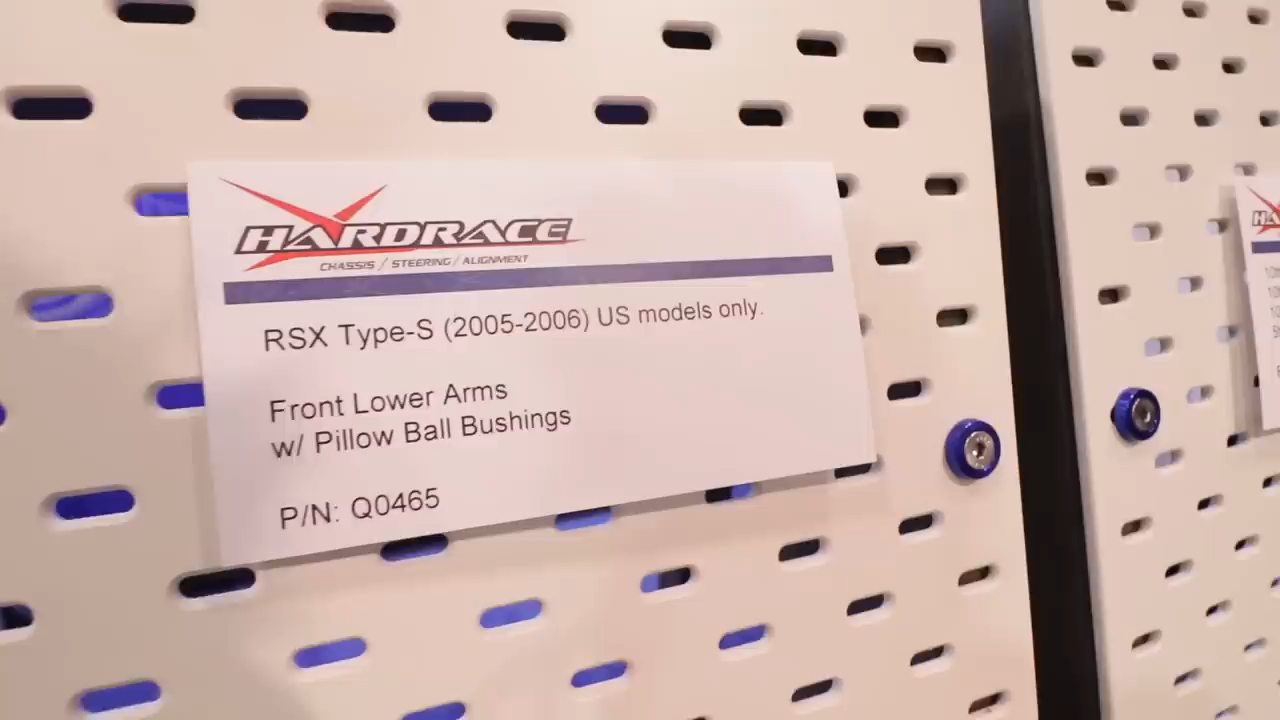 HARDRACE
CHASSIS / STEERING / ALIGNMENT
RSX Type-S (2005-2006) US models only.
Front Lower Arms
w/ Pillow Ball Bushings
P/N: Q0465